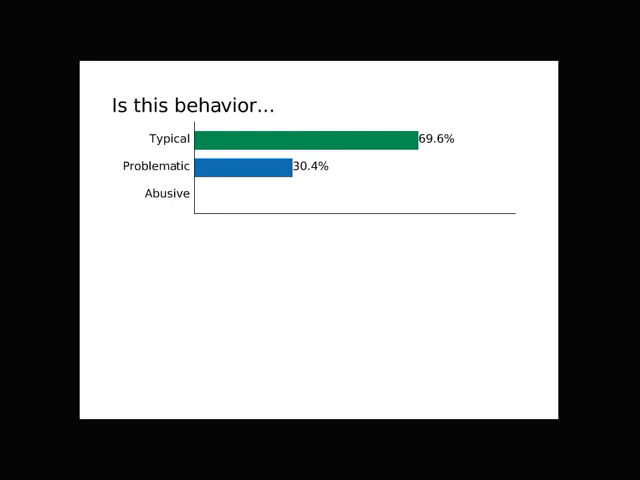 Is this behavior...
Typical 69.6%
Problematic 30.4%
Abusive